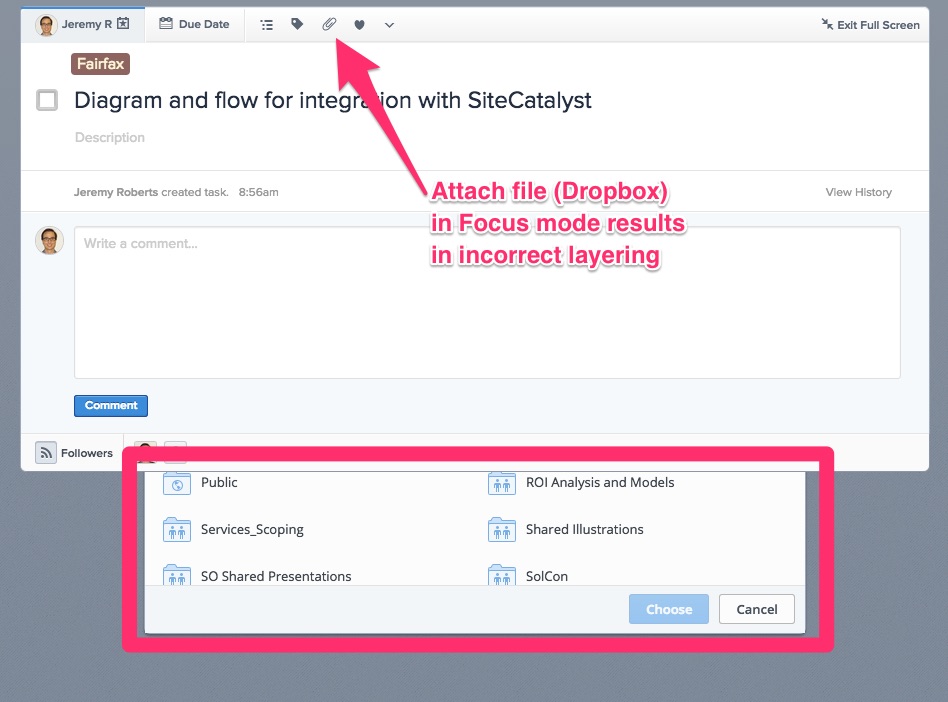 Jeremy R
Due Date
Exit Full Screen
Fairfax
Diagram and flow for integration with SiteCatalyst
Description
Jeremy Roberts created task. 8:56am
View History
Attach file (Dropbox)
in Focus mode results
in incorrect layering
Write a comment...
Comment
Followers
Public
ROI Analysis and Models
Services_Scoping
Shared Illustrations
SO Shared Presentations
SolCon
Choose
Cancel